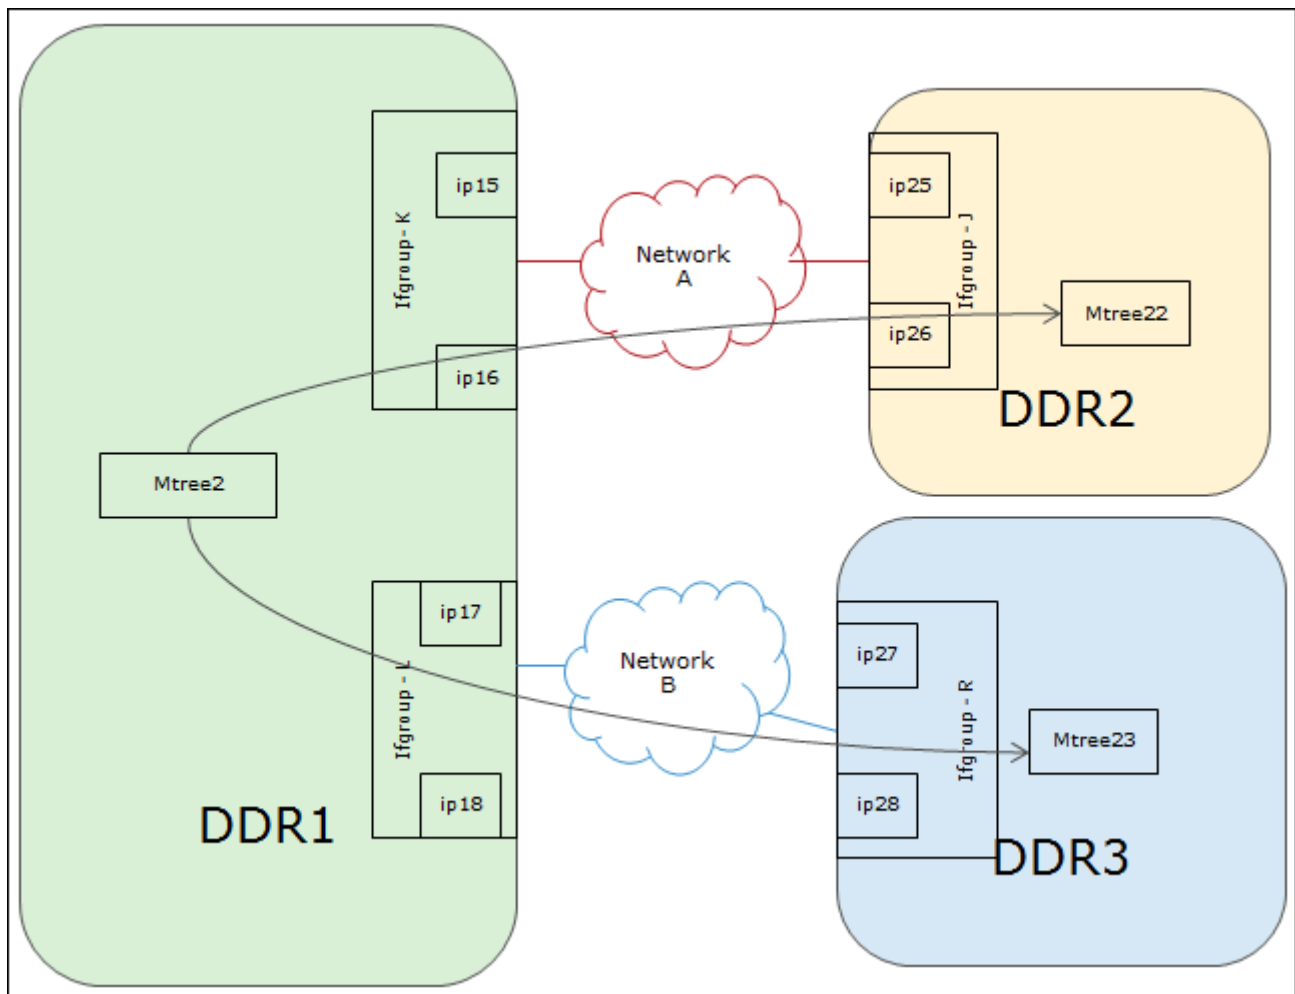 ip15
Ifgroup-K
ip16
Network
A
ip25
Ifgroup-J
ip26
Mtree22
DDR2
Mtree2
ip17
Ifgroup-L
ip18
DDR1
Network
B
ip27
Ifgroup-R
Mtree23
ip28
DDR3